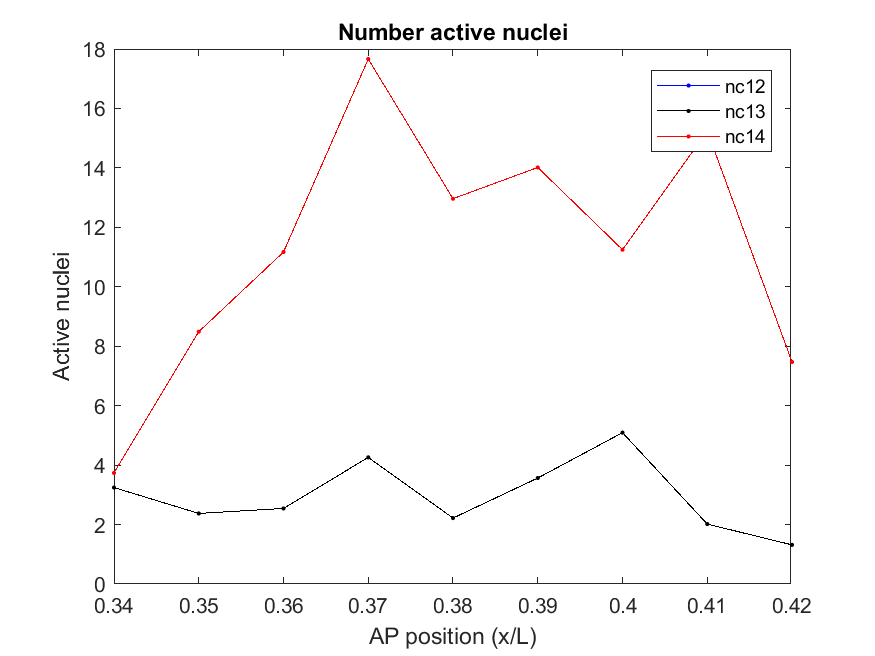 Number active nuclei
18
16
14
12
10
8
6
4
2
0
Active nuclei
nc12
nc13
nc14
0.34 0.35 0.36 0.37 0.38 0.39 0.4 0.41 0.42
AP position (x/L)